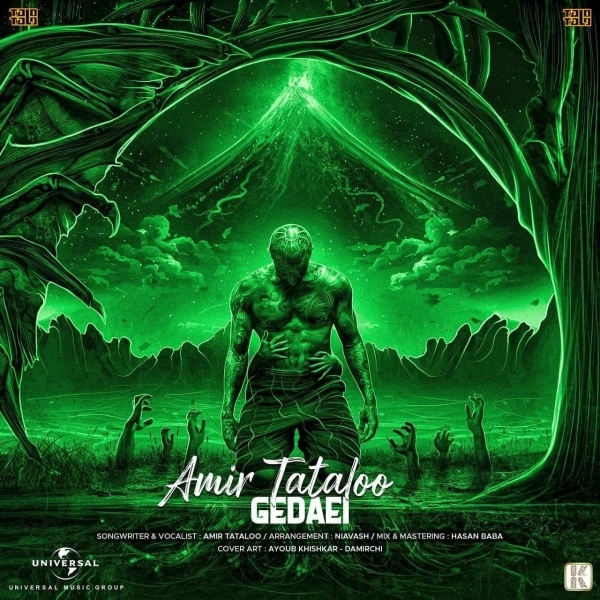 Amir Tataloo
GEDAEI
SONGWRITER & VOCALIST : AMIR TATALOO / ARRANGEMENT : NIAVASH / MIX & MASTERING : HASAN BABA
COVER ART : AYOUB KHISHKAR - DAMIRCHI
UNIVERSAL
UNIVERSAL MUSIC GROUP
K